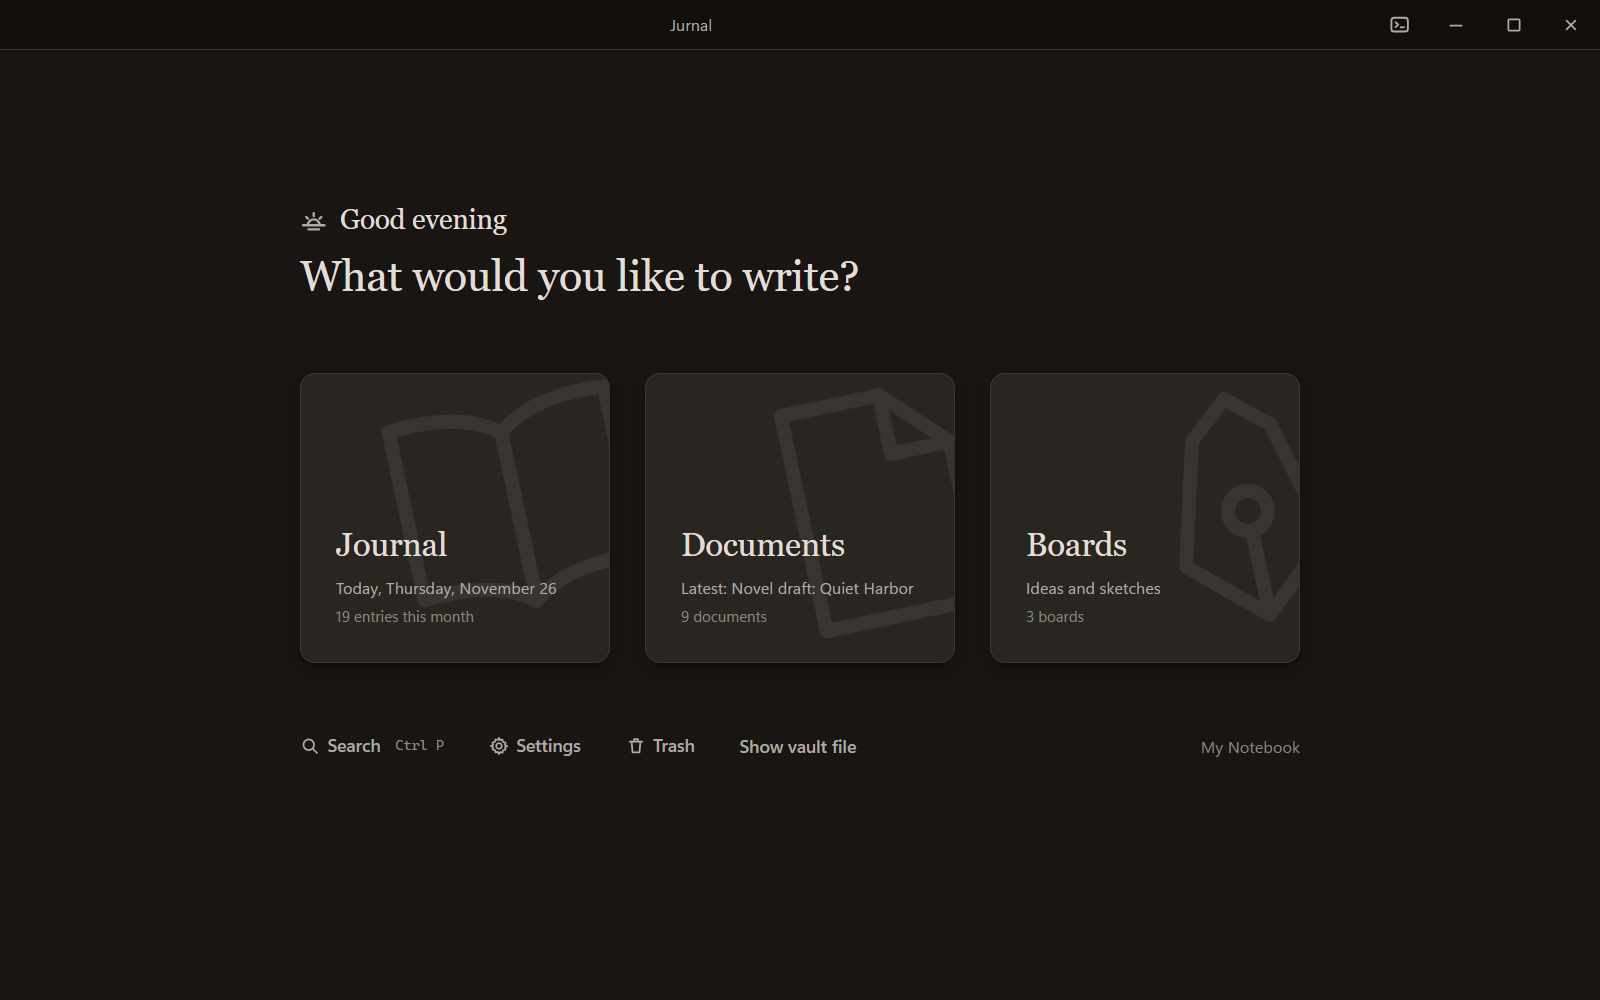 Jurnal
Good evening
What would you like to write?
Journal
Today, Thursday, November 26
19 entries this month
Documents
Latest: Novel draft: Quiet Harbor
9 documents
Boards
Ideas and sketches
3 boards
Search Ctrl P Settings Trash Show vault file My Notebook